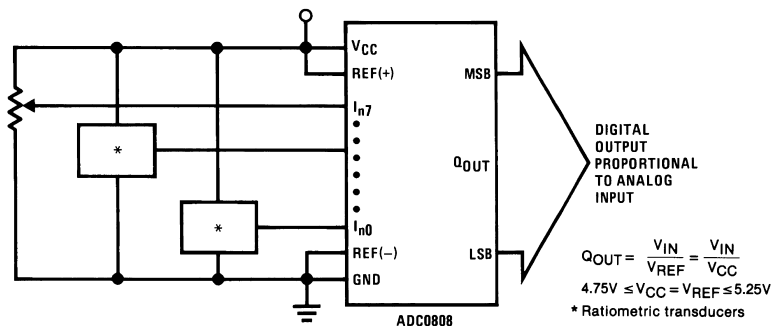 VCC
REF(+)
MSB
In7
*
*
QOUT
DIGITAL
OUTPUT
PROPORTIONAL
TO ANALOG
INPUT
In0
REF(−)
LSB
GND
ADC0808
QOUT = VIN/VREF = VIN/VCC
4.75V ≤ VCC = VREF ≤ 5.25V
* Ratiometric transducers